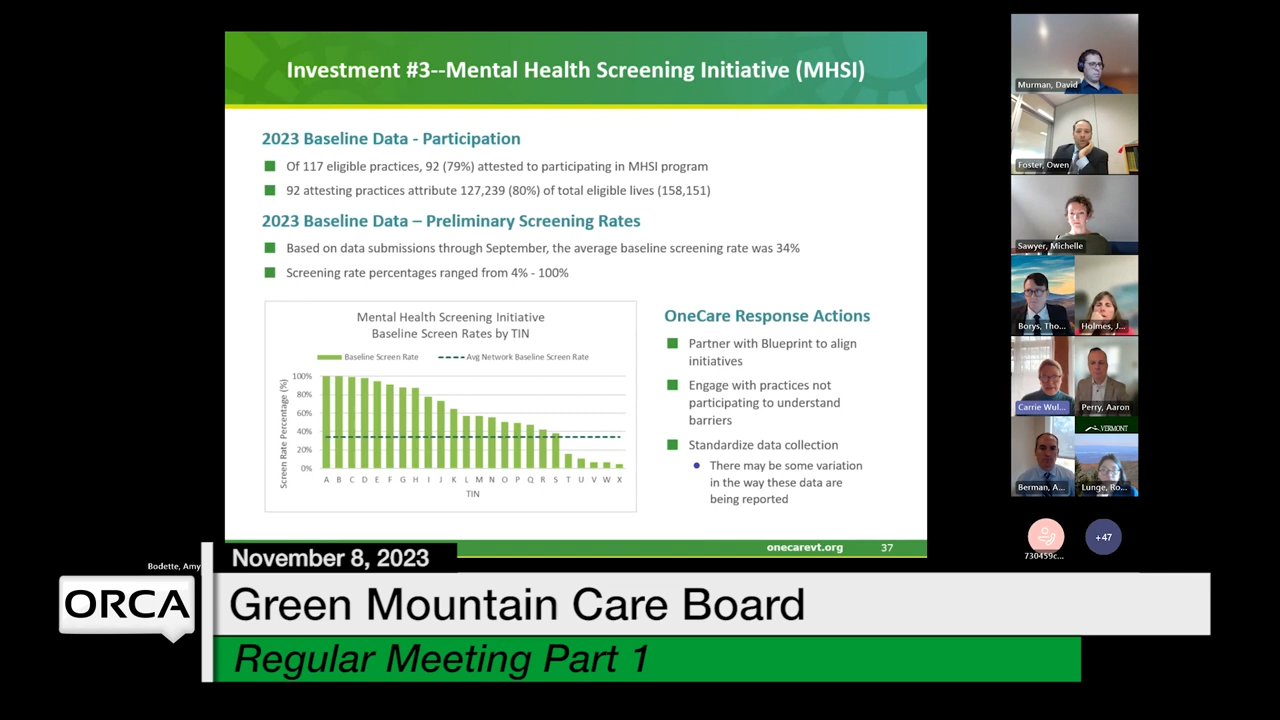 Investment #3--Mental Health Screening Initiative (MHSI)
2023 Baseline Data - Participation
Of 117 eligible practices, 92 (79%) attested to participating in MHSI program
92 attesting practices attribute 127,239 (80%) of total eligible lives (158,151)
2023 Baseline Data – Preliminary Screening Rates
Based on data submissions through September, the average baseline screening rate was 34%
Screening rate percentages ranged from 4% - 100%
Mental Health Screening Initiative
Baseline Screen Rates by TIN
Baseline Screen Rate
Avg Network Baseline Screen Rate
Screen Rate Percentage (%)
100%
80%
60%
40%
20%
0%
A B C D E F G H I J K L M N O P Q R S T U V W X
TIN
OneCare Response Actions
Partner with Blueprint to align
initiatives
Engage with practices not
participating to understand
barriers
Standardize data collection
There may be some variation
in the way these data are
being reported
onecarevt.org 37
Murman, David
Foster, Owen
Sawyer, Michelle
Borys, Tho...
Holmes, J...
Carrie Wul...
Perry, Aaron
VERMONT
Berman, A...
Lunge, Ro...
730459c...
+47
Bodette, Amy
November 8, 2023
ORCA
Green Mountain Care Board
Regular Meeting Part 1